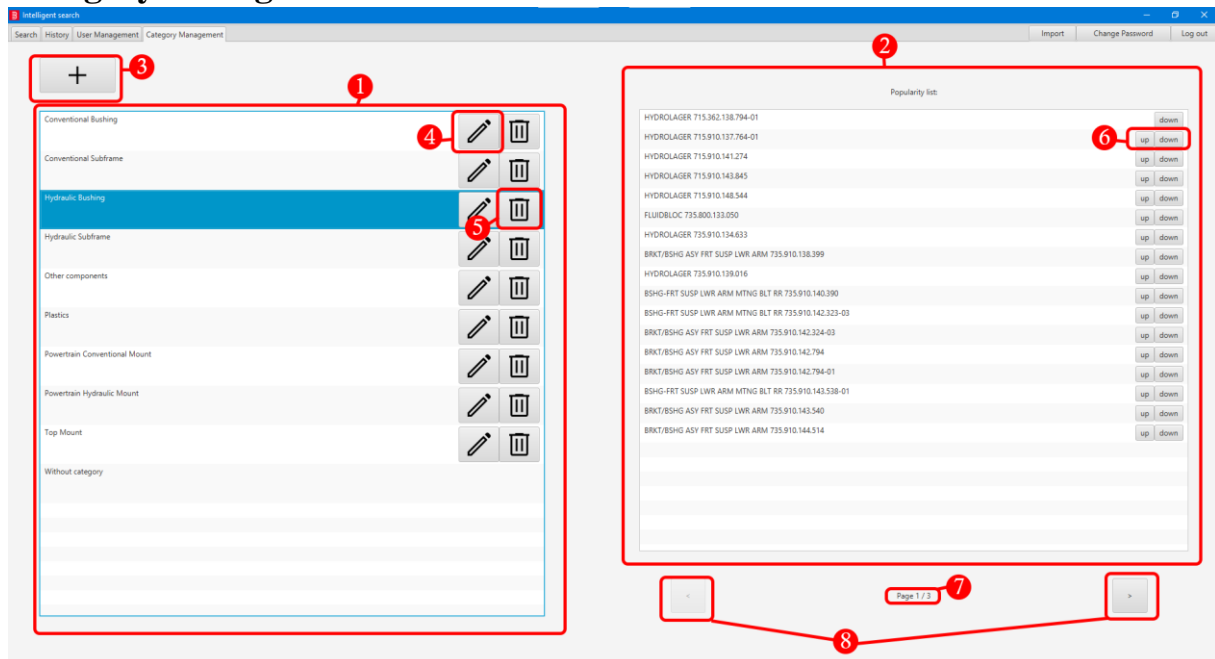 Intelligent search
Search History User Management Category Management Import Change Password Log out
+
3
1
2
Popularity list:
Conventional Bushing
4
Conventional Subframe
Hydraulic Bushing
5
Hydraulic Subframe
Other components
Plastics
Powertrain Conventional Mount
Powertrain Hydraulic Mount
Top Mount
Without category
HYDROLAGER 715.362.138.794-01 down
HYDROLAGER 715.910.137.764-01 6 up down
HYDROLAGER 715.910.141.274 up down
HYDROLAGER 715.910.143.845 up down
HYDROLAGER 715.910.148.544 up down
FLUIDBLOC 735.800.133.050 up down
HYDROLAGER 735.910.134.633 up down
BRKT/BSHG ASY FRT SUSP LWR ARM 735.910.138.399 up down
HYDROLAGER 735.910.139.016 up down
BSHG-FRT SUSP LWR ARM MTNG BLT RR 735.910.140.390 up down
BSHG-FRT SUSP LWR ARM MTNG BLT RR 735.910.142.323-03 up down
BRKT/BSHG ASY FRT SUSP LWR ARM 735.910.142.324-03 up down
BRKT/BSHG ASY FRT SUSP LWR ARM 735.910.142.794 up down
BRKT/BSHG ASY FRT SUSP LWR ARM 735.910.142.794-01 up down
BSHG-FRT SUSP LWR ARM MTNG BLT RR 735.910.143.538-01 up down
BRKT/BSHG ASY FRT SUSP LWR ARM 735.910.143.540 up down
BRKT/BSHG ASY FRT SUSP LWR ARM 735.910.144.514 up down
< Page 1 / 3 7 >
8